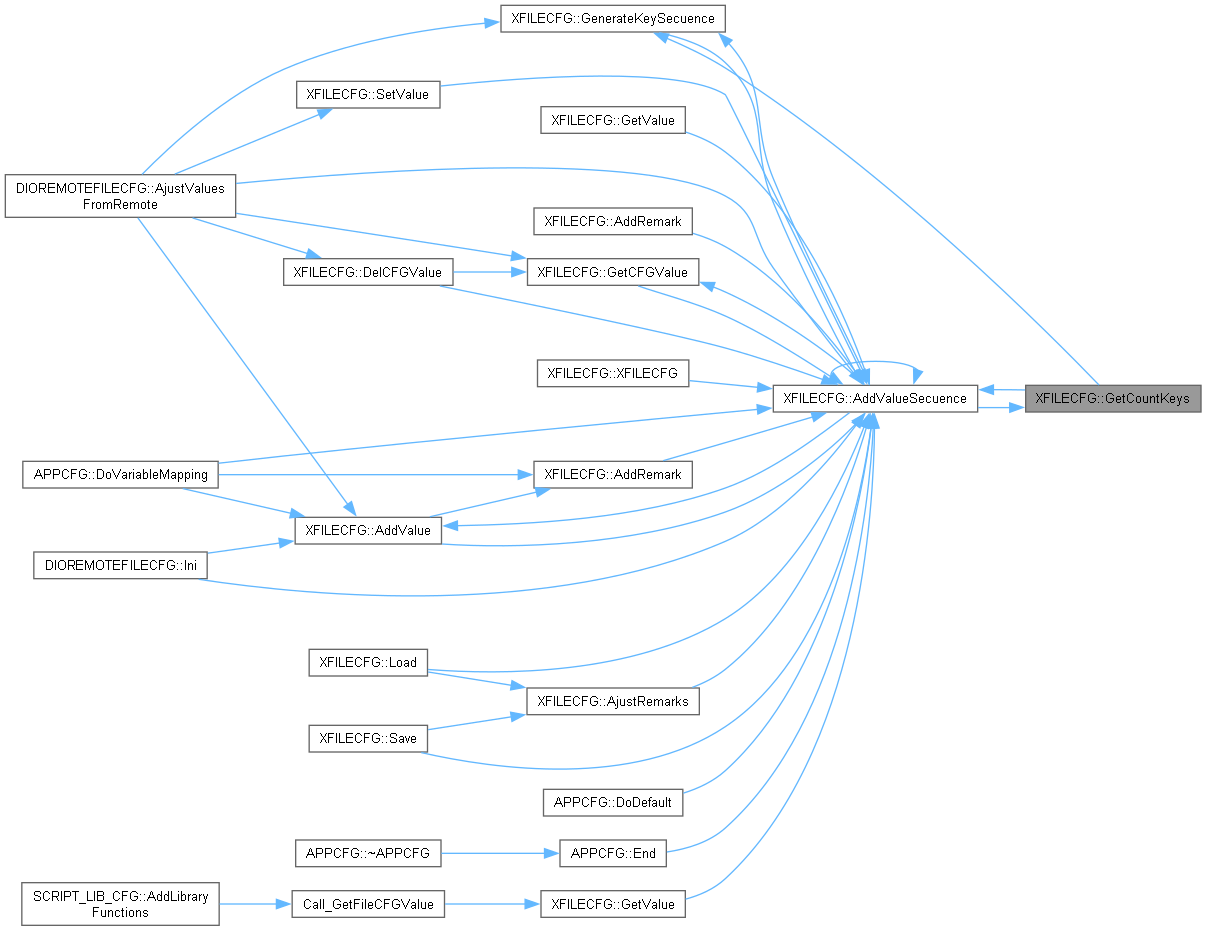 XFILECFG::GenerateKeySecuence
XFILECFG::SetValue
XFILECFG::GetValue
DIOREMOTEFILECFG::AjustValues
FromRemote
XFILECFG::AddRemark
XFILECFG::DelCFGValue
XFILECFG::GetCFGValue
XFILECFG::XFILECFG
XFILECFG::AddValueSecuence
XFILECFG::GetCountKeys
APPCFG::DoVariableMapping
XFILECFG::AddRemark
XFILECFG::AddValue
DIOREMOTEFILECFG::Ini
XFILECFG::Load
XFILECFG::AjustRemarks
XFILECFG::Save
APPCFG::DoDefault
APPCFG::~APPCFG
APPCFG::End
SCRIPT_LIB_CFG::AddLibrary
Functions
Call_GetFileCFGValue
XFILECFG::GetValue